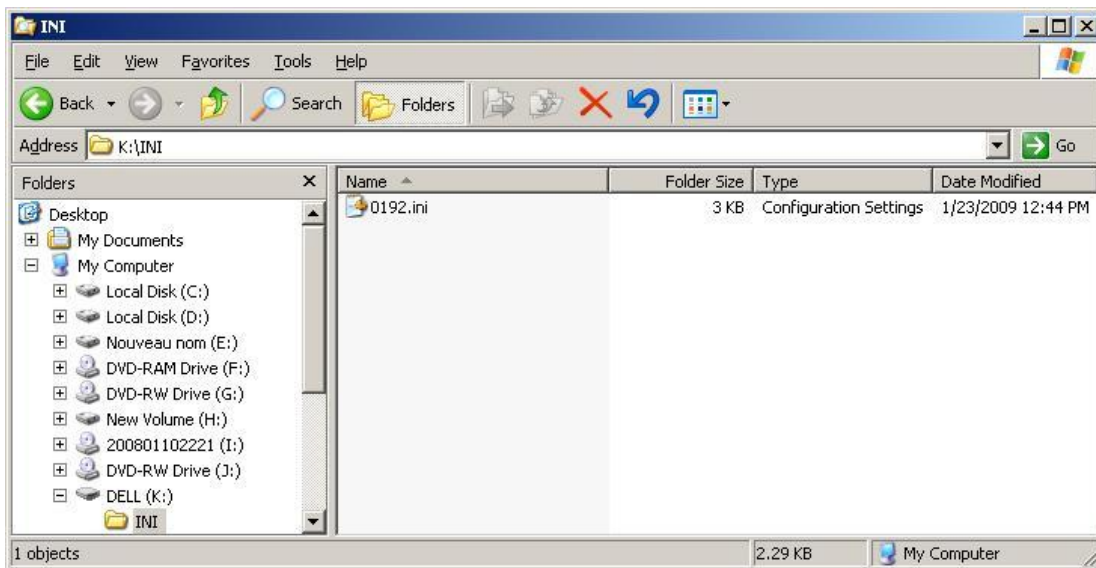 INI
File Edit View Favorites Tools Help
Back Search Folders
Address K:\INI Go
Folders
Name Folder Size Type Date Modified
Desktop
My Documents
My Computer
Local Disk (C:)
Local Disk (D:)
Nouveau nom (E:)
DVD-RAM Drive (F:)
DVD-RW Drive (G:)
New Volume (H:)
200801102221 (I:)
DVD-RW Drive (J:)
DELL (K:)
INI
0192.ini 3 KB Configuration Settings 1/23/2009 12:44 PM
1 objects 2.29 KB My Computer